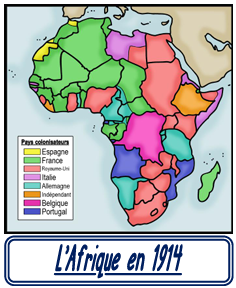 Pays colonisateurs
Espagne
France
Royaume-Uni
Italie
Allemagne
Indépendant
Belgique
Portugal
L'Afrique en 1914